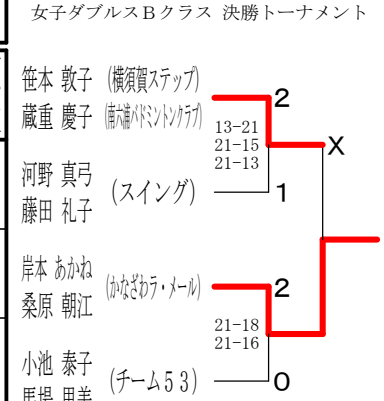 女子ダブルスBクラス 決勝トーナメント
笹本 敦子 (横須賀ステップ)
蔵重 慶子 (南六浦バドミントンクラブ)
2
13-21
21-15
21-13
X
河野 真弓
藤田 礼子
(スイング)
1
岸本 あかね
桑原 朝江
(かなざわラ・メール)
2
21-18
21-16
小池 泰子
(チーム53)
0